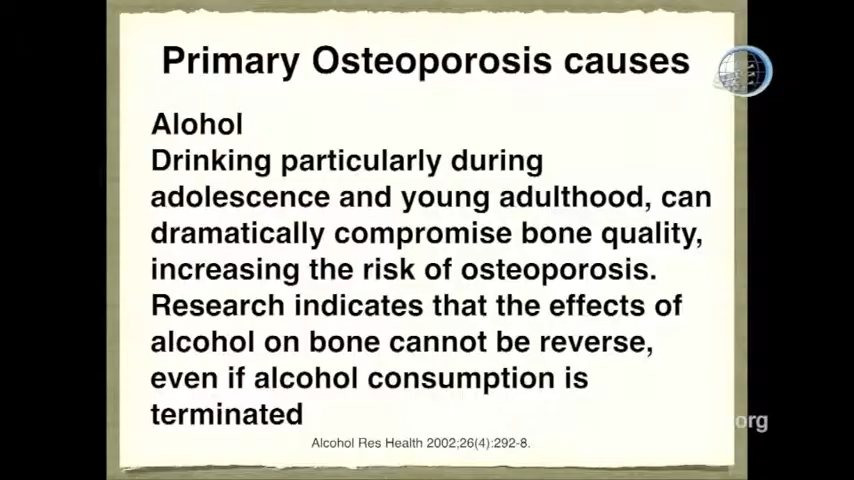 Primary Osteoporosis causes
Alohol
Drinking particularly during
adolescence and young adulthood, can
dramatically compromise bone quality,
increasing the risk of osteoporosis.
Research indicates that the effects of
alcohol on bone cannot be reverse,
even if alcohol consumption is
terminated
org
Alcohol Res Health 2002;26(4):292-8.